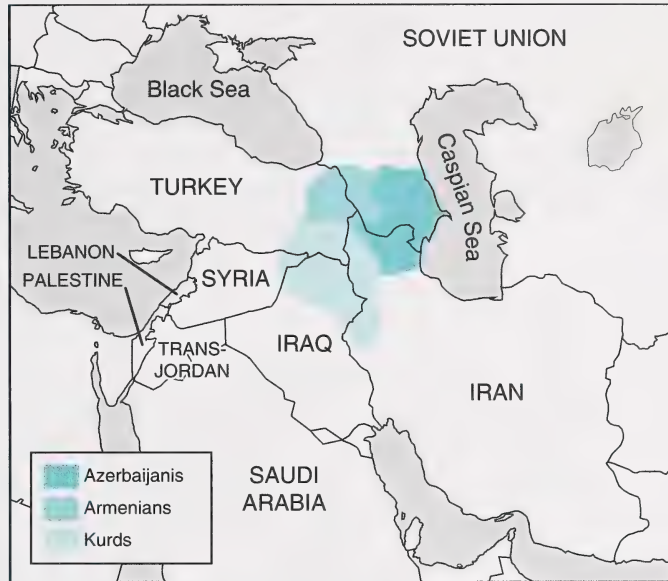 SOVIET UNION
Black Sea
Caspian Sea
TURKEY
LEBANON
PALESTINE
SYRIA
TRANS-
JORDAN
IRAQ
IRAN
SAUDI
ARABIA
Azerbaijanis
Armenians
Kurds